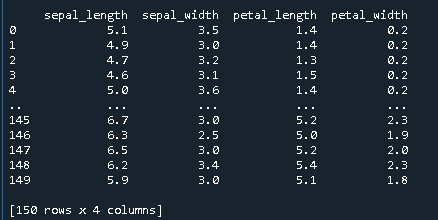 sepal_length sepal_width petal_length petal_width
0 5.1 3.5 1.4 0.2
1 4.9 3.0 1.4 0.2
2 4.7 3.2 1.3 0.2
3 4.6 3.1 1.5 0.2
4 5.0 3.6 1.4 0.2
.. ... ... ... ...
145 6.7 3.0 5.2 2.3
146 6.3 2.5 5.0 1.9
147 6.5 3.0 5.2 2.0
148 6.2 3.4 5.4 2.3
149 5.9 3.0 5.1 1.8
[150 rows x 4 columns]